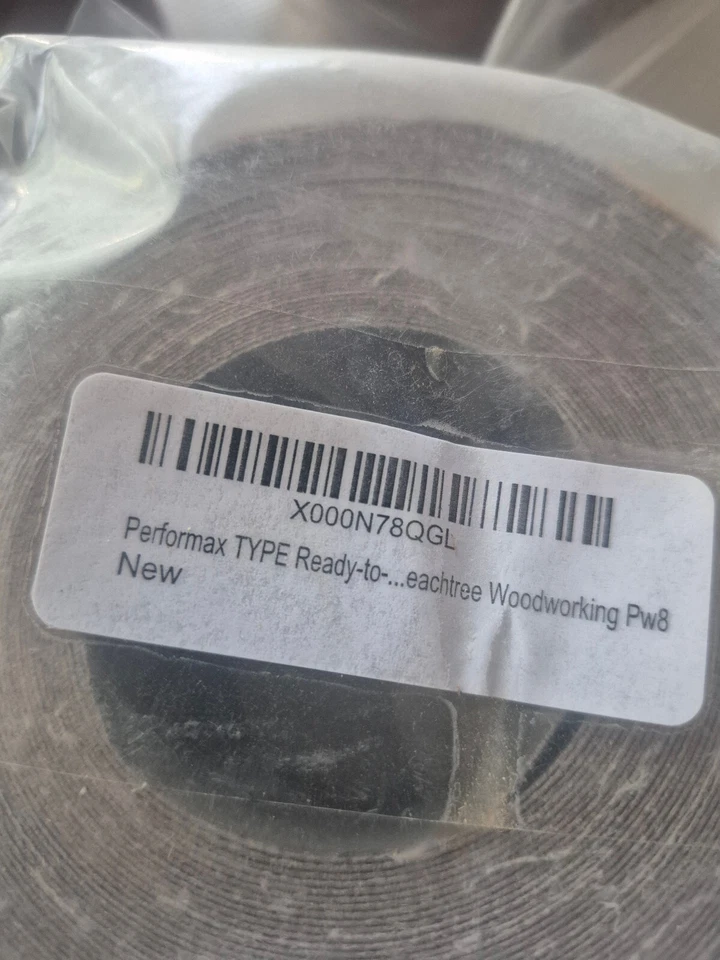 X000N78QGL
Performax TYPE Ready-to-...eachtree Woodworking Pw8
New